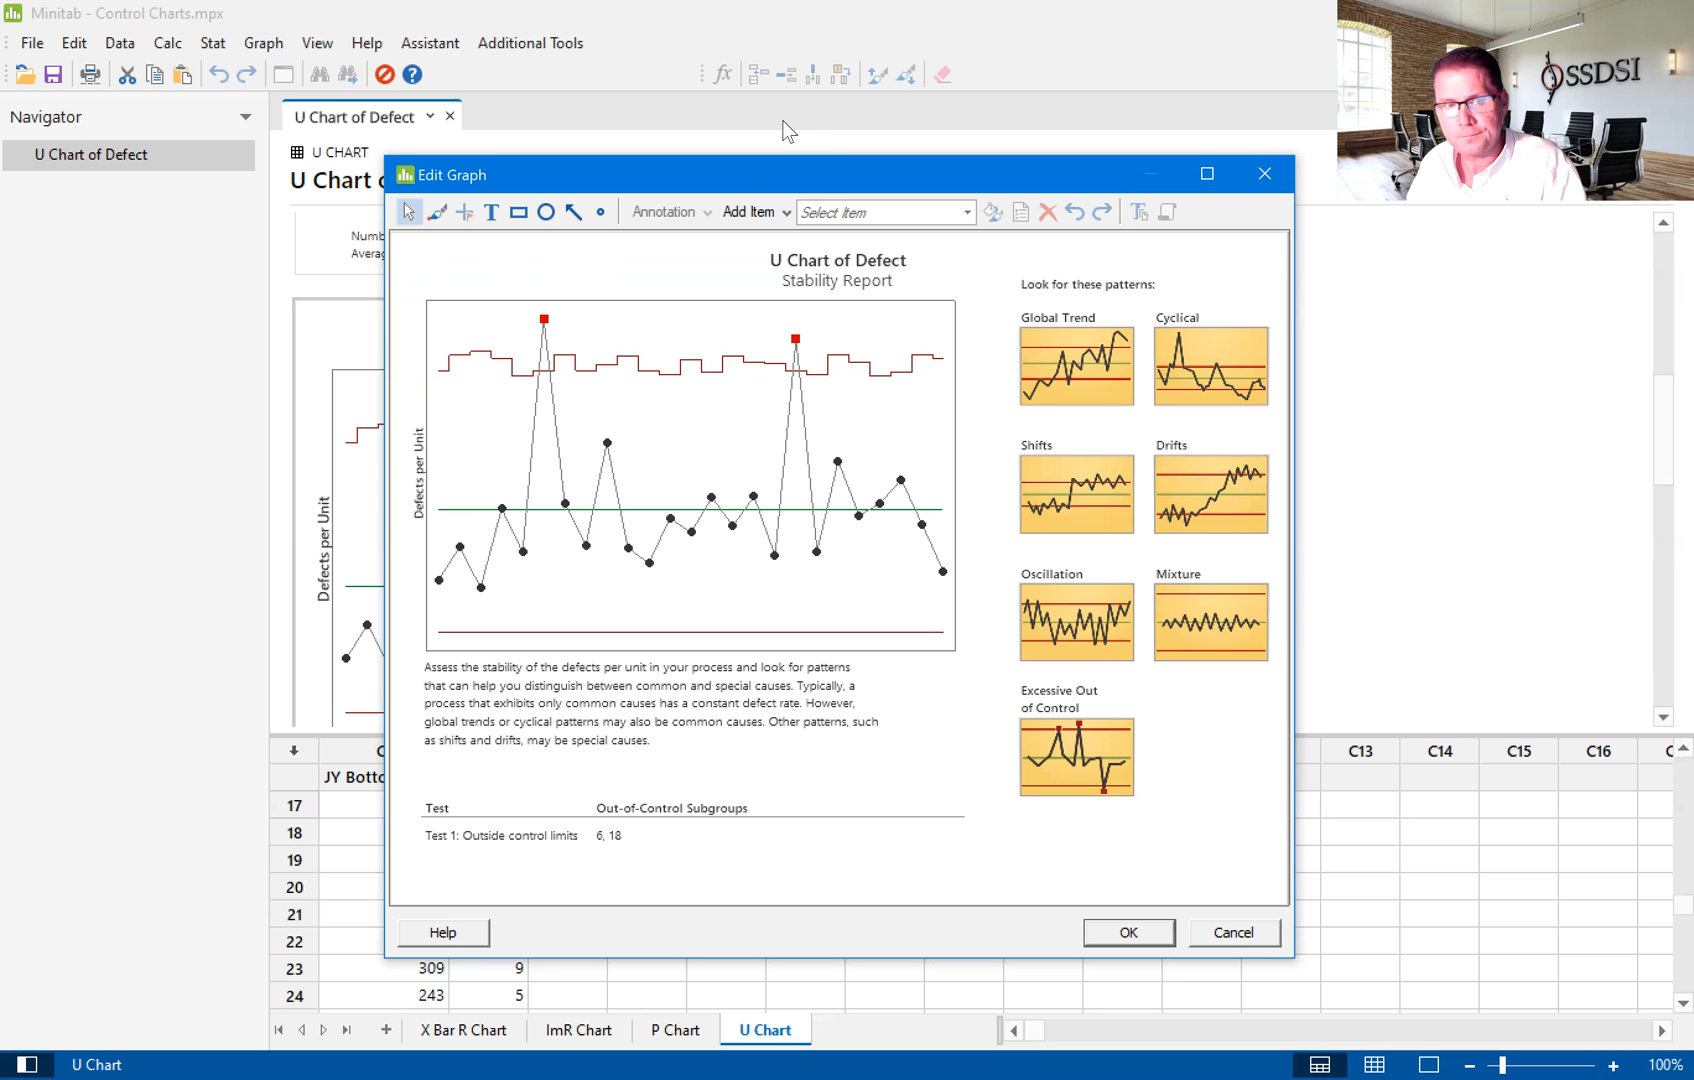 Minitab - Control Charts.mpx
File Edit Data Calc Stat Graph View Help Assistant Additional Tools
SSDSI
Navigator
U Chart of Defect
U Chart of Defect
U CHART
U Chart
Edit Graph
Annotation Add Item Select Item
U Chart of Defect
Stability Report
Look for these patterns:
Global Trend Cyclical
Shifts Drifts
Oscillation Mixture
Excessive Out
of Control
Defects per Unit
Defects per Unit
Assess the stability of the defects per unit in your process and look for patterns
that can help you distinguish between common and special causes. Typically, a
process that exhibits only common causes has a constant defect rate. However,
global trends or cyclical patterns may also be common causes. Other patterns, such
as shifts and drifts, may be special causes.
Test Out-of-Control Subgroups
Test 1: Outside control limits 6, 18
Help OK Cancel
C13 C14 C15 C16
JY
17
18
19
20
21
22
23 309 9
24 243 5
X Bar R Chart ImR Chart P Chart U Chart
U Chart 100%